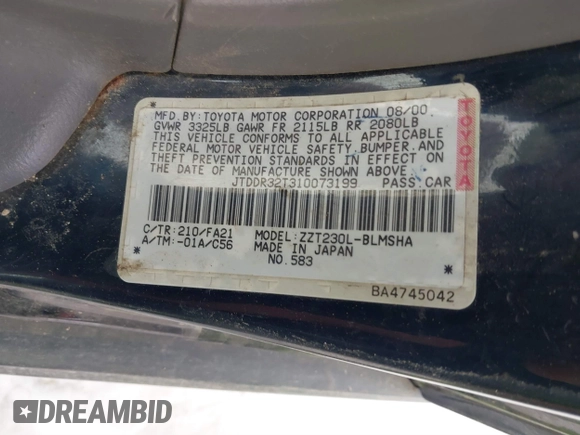 MFD. BY: TOYOTA MOTOR CORPORATION 08/00
GVWR 3325LB GAWR FR 2115LB RR 2080LB
THIS VEHICLE CONFORMS TO ALL APPLICABLE
FEDERAL MOTOR VEHICLE SAFETY, BUMPER, AND
THEFT PREVENTION STANDARDS IN EFFECT ON
THE DATE OF MANUFACTURE SHOWN ABOVE.
JTDDR32T310073199 PASS. CAR
TOYOTA
C/TR: 210/FA21 MODEL: ZZT230L-BLMSHA
A/TM: -01A/C56 MADE IN JAPAN
NO. 583
BA4745042
DREAMBID